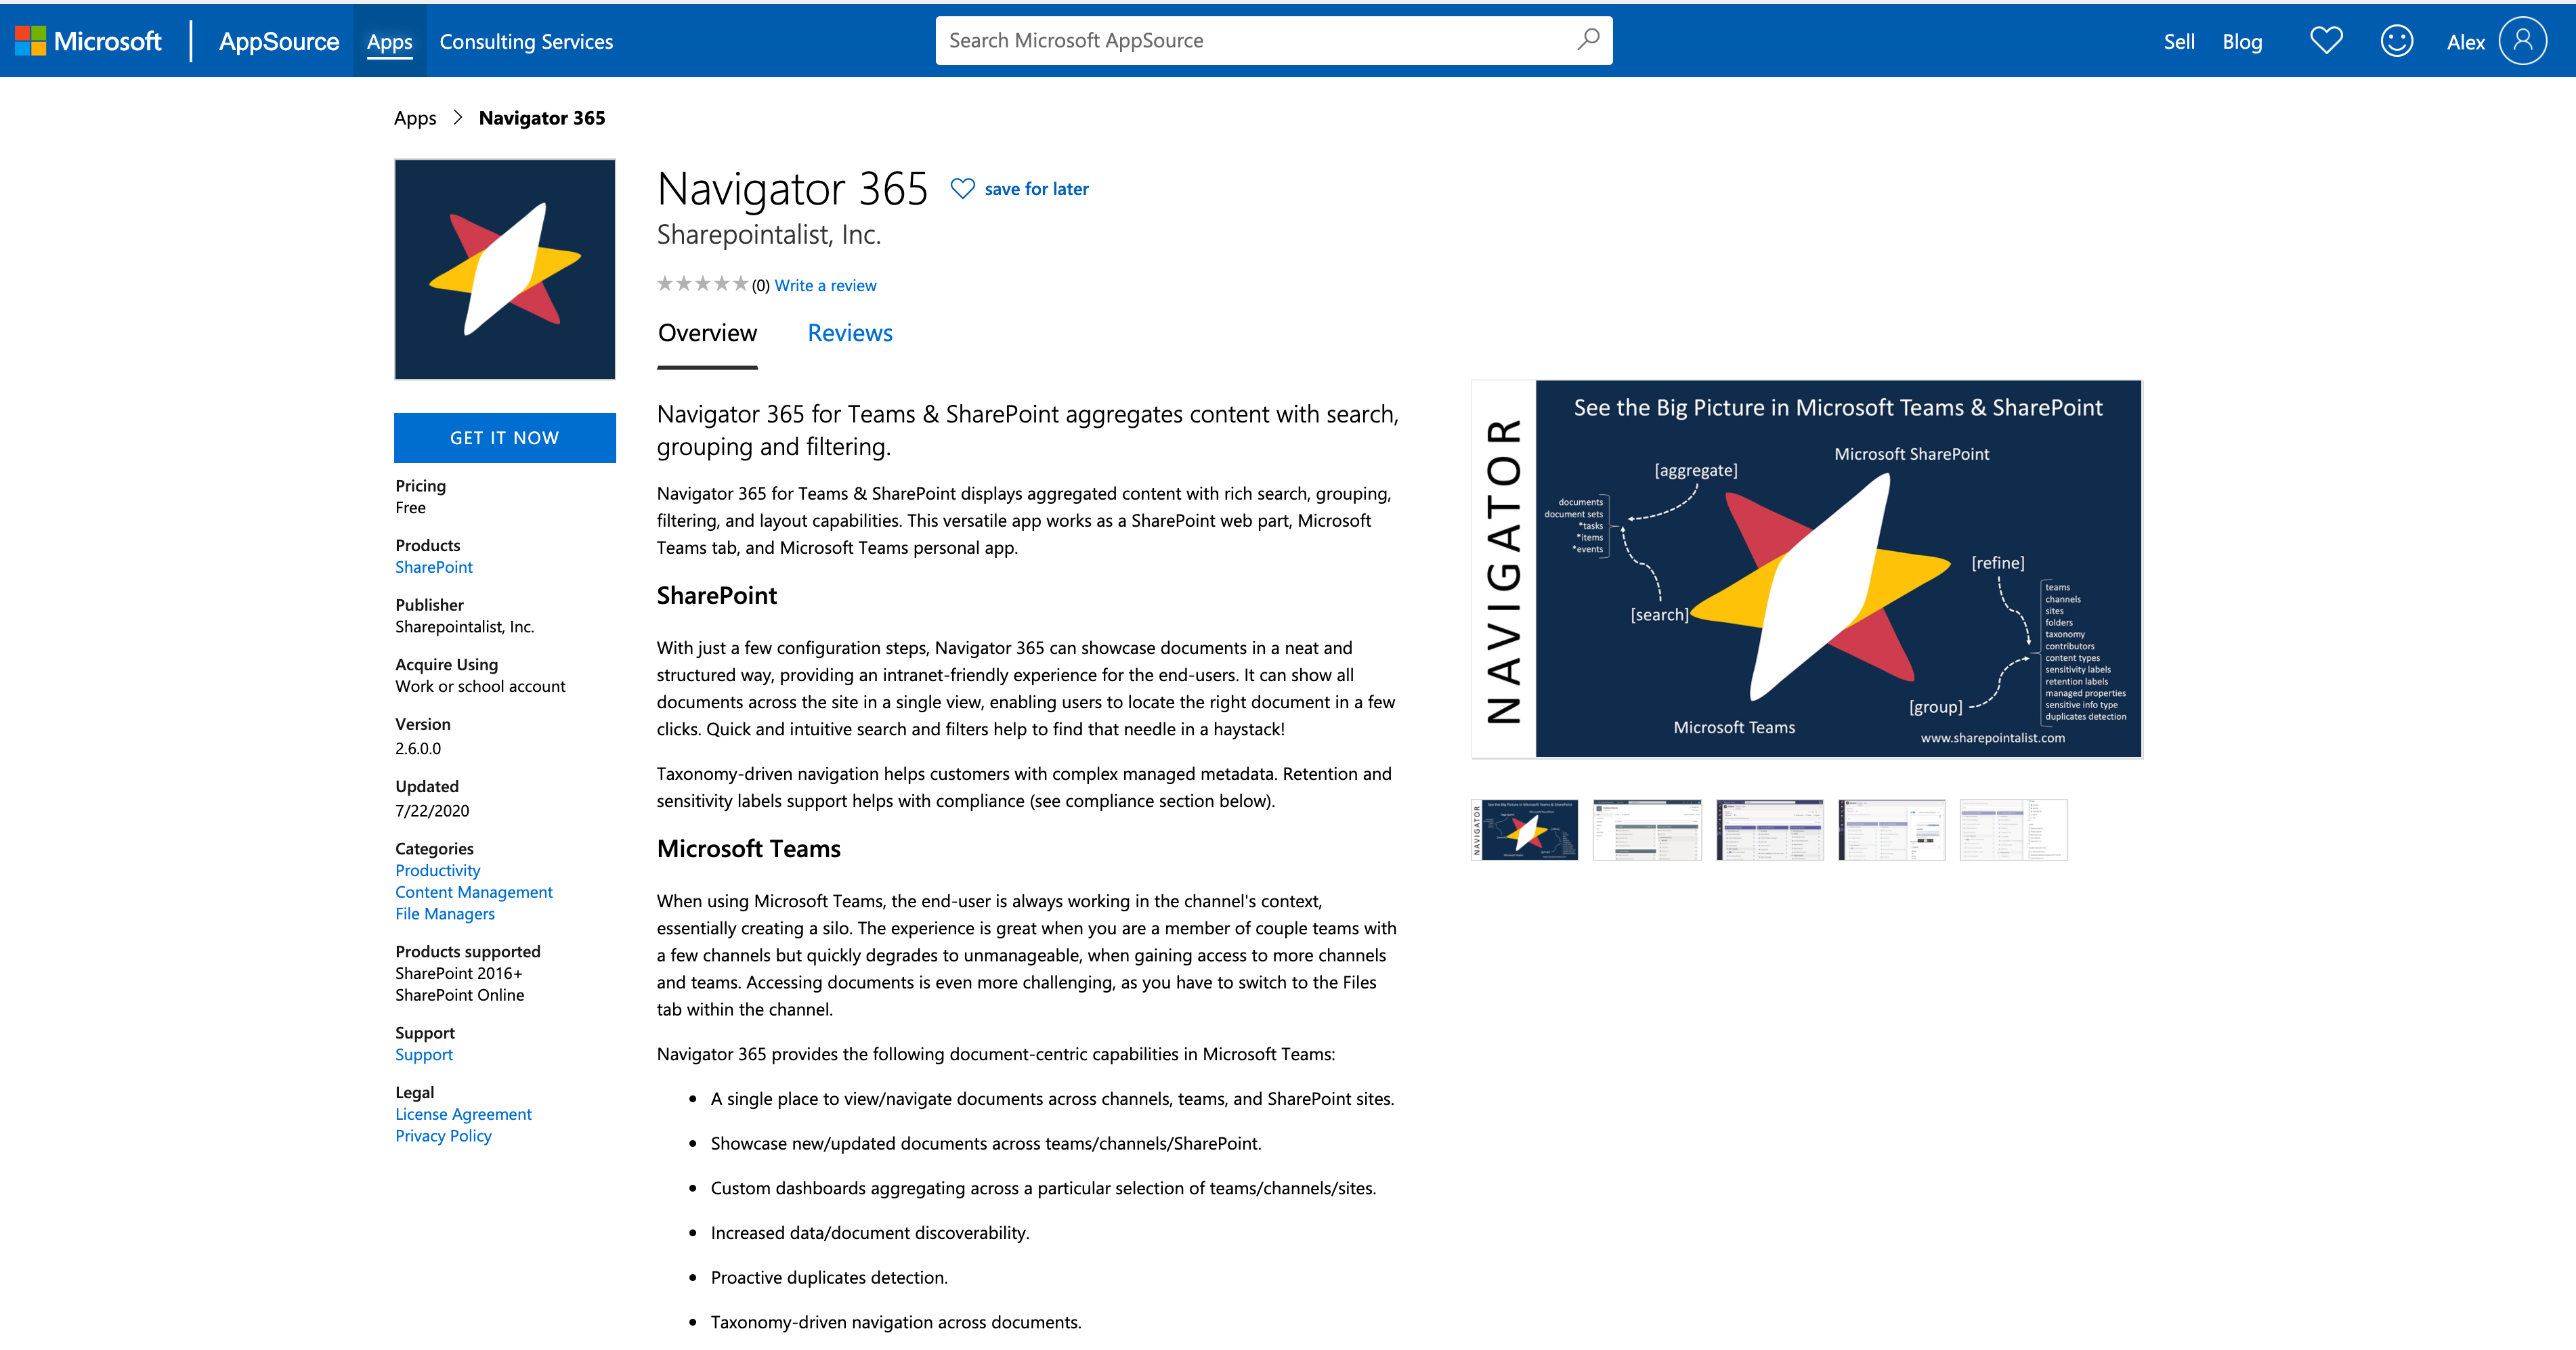 Microsoft
AppSource
Apps
Consulting Services
Search Microsoft AppSource
Sell
Blog
Alex
Apps > Navigator 365
Navigator 365
save for later
Sharepointalist, Inc.
(0) Write a review
Overview
Reviews
GET IT NOW
Pricing
Free
Products
SharePoint
Publisher
Sharepointalist, Inc.
Acquire Using
Work or school account
Version
2.6.0.0
Updated
7/22/2020
Categories
Productivity
Content Management
File Managers
Products supported
SharePoint 2016+
SharePoint Online
Support
Support
Legal
License Agreement
Privacy Policy
Navigator 365 for Teams & SharePoint aggregates content with search,
grouping and filtering.
Navigator 365 for Teams & SharePoint displays aggregated content with rich search, grouping,
filtering, and layout capabilities. This versatile app works as a SharePoint web part, Microsoft
Teams tab, and Microsoft Teams personal app.
SharePoint
With just a few configuration steps, Navigator 365 can showcase documents in a neat and
structured way, providing an intranet-friendly experience for the end-users. It can show all
documents across the site in a single view, enabling users to locate the right document in a few
clicks. Quick and intuitive search and filters help to find that needle in a haystack!
Taxonomy-driven navigation helps customers with complex managed metadata. Retention and
sensitivity labels support helps with compliance (see compliance section below).
Microsoft Teams
When using Microsoft Teams, the end-user is always working in the channel's context,
essentially creating a silo. The experience is great when you are a member of couple teams with
a few channels but quickly degrades to unmanageable, when gaining access to more channels
and teams. Accessing documents is even more challenging, as you have to switch to the Files
tab within the channel.
Navigator 365 provides the following document-centric capabilities in Microsoft Teams:
• A single place to view/navigate documents across channels, teams, and SharePoint sites.
• Showcase new/updated documents across teams/channels/SharePoint.
• Custom dashboards aggregating across a particular selection of teams/channels/sites.
• Increased data/document discoverability.
• Proactive duplicates detection.
• Taxonomy-driven navigation across documents.
NAVIGATOR
See the Big Picture in Microsoft Teams & SharePoint
Microsoft SharePoint
[aggregate]
documents
document sets
*tasks
*items
*events
[search]
[refine]
teams
channels
sites
folders
taxonomy
contributors
content types
sensitivity labels
retention labels
managed properties
sensitive info type
duplicates detection
[group]
Microsoft Teams
www.sharepointalist.com
NAVIGATOR
See the Big Picture in Microsoft Teams & SharePoint